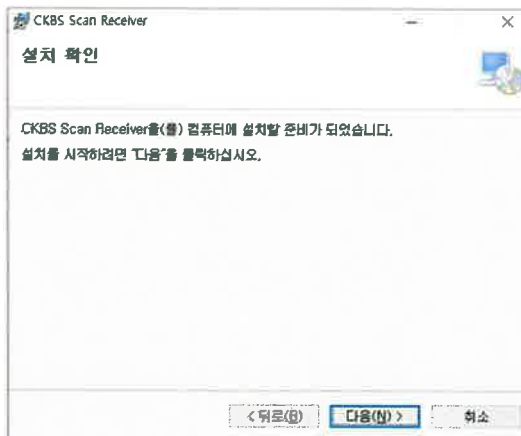 CKBS Scan Receiver
설치 확인
CKBS Scan Receiver을(를) 컴퓨터에 설치할 준비가 되었습니다.
설치를 시작하려면 "다음"을 클릭하십시오.
< 뒤로(B) 다음(N) > 취소